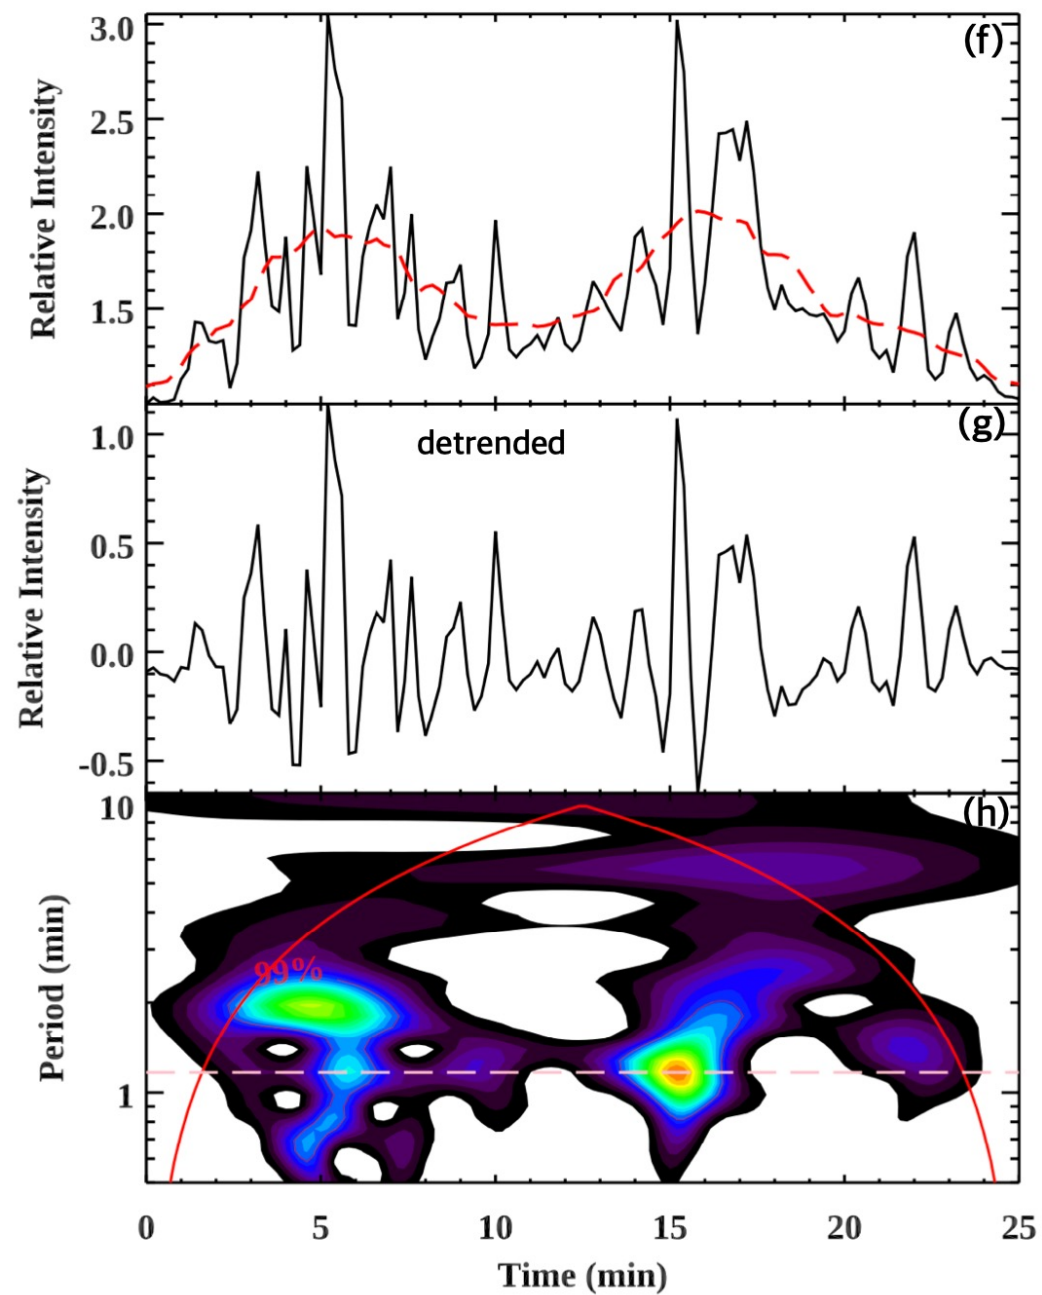 (f)
3.0
2.5
2.0
1.5
Relative Intensity
(g)
detrended
1.0
0.5
0.0
-0.5
Relative Intensity
(h)
10
1
99%
Period (min)
0 5 10 15 20 25
Time (min)